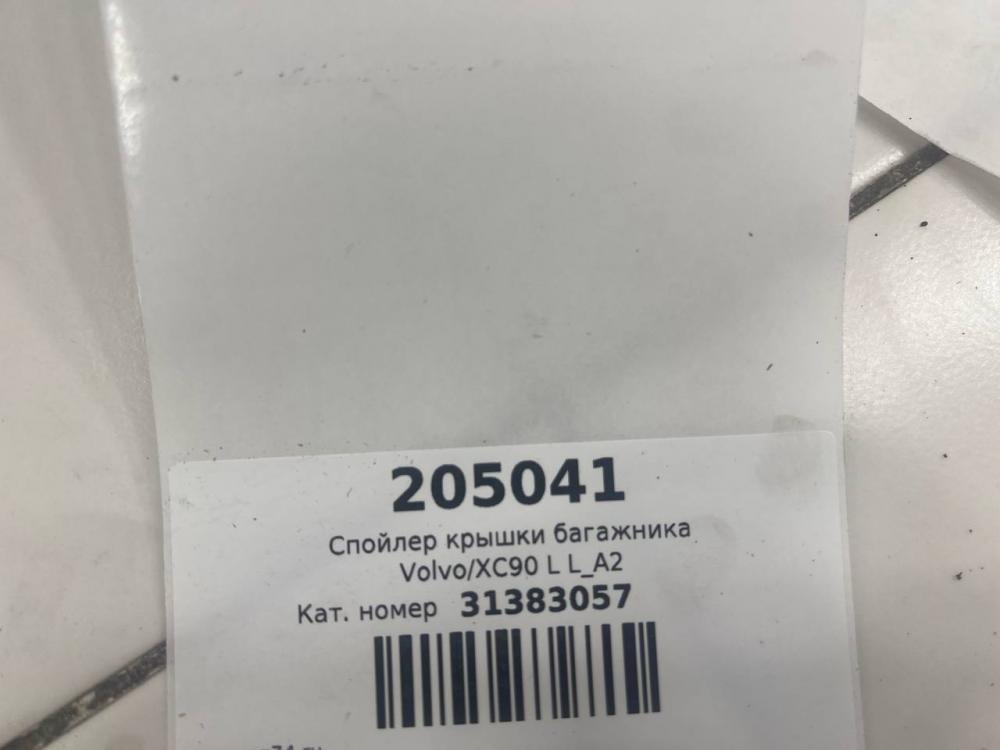 205041
Спойлер крышки багажника
Volvo/XC90 L L_A2
Кат. номер 31383057